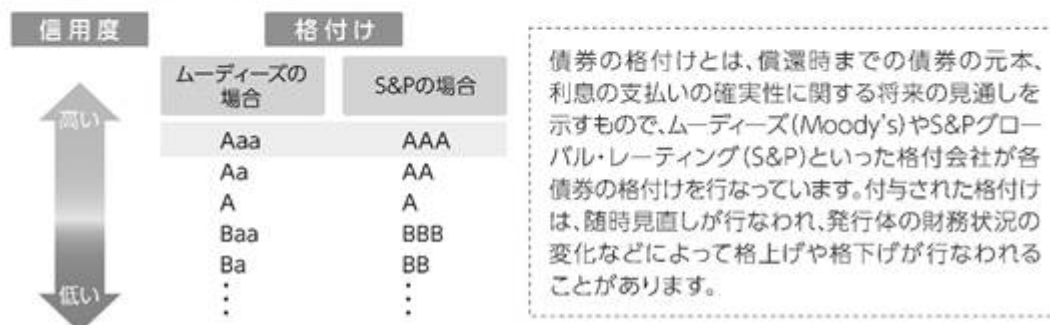 信用度
格付け
ムーディーズの
場合
S&Pの場合
高い
Aaa AAA
Aa AA
A A
Baa BBB
Ba BB
低い
債券の格付けとは、償還時までの債券の元本、
利息の支払いの確実性に関する将来の見通しを
示すもので、ムーディーズ(Moody's)やS&Pグロー
バル・レーティング(S&P)といった格付会社が各
債券の格付けを行なっています。付与された格付け
は、随時見直しが行なわれ、発行体の財務状況の
変化などによって格上げや格下げが行なわれる
ことがあります。